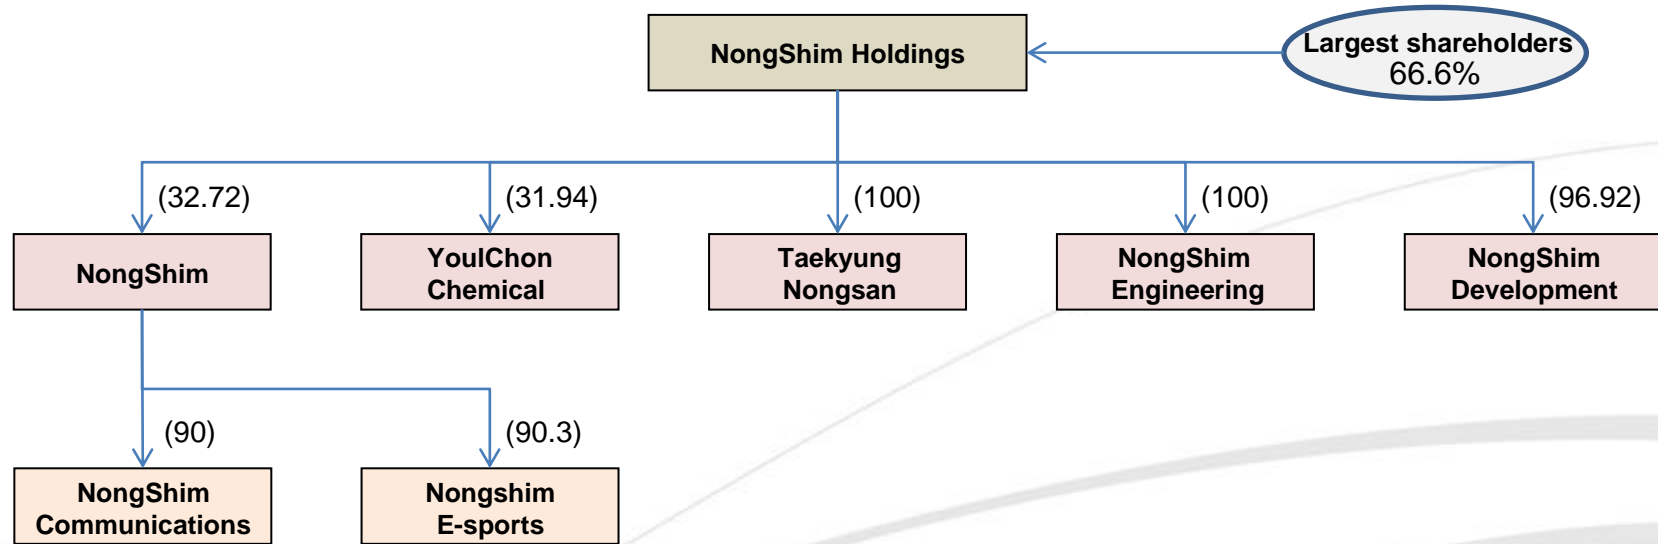 NongShim Holdings
Largest shareholders
66.6%
(32.72)
(31.94)
(100)
(100)
(96.92)
NongShim
YoulChon
Chemical
Taekyung
Nongsan
NongShim
Engineering
NongShim
Development
(90)
(90.3)
NongShim
Communications
Nongshim
E-sports